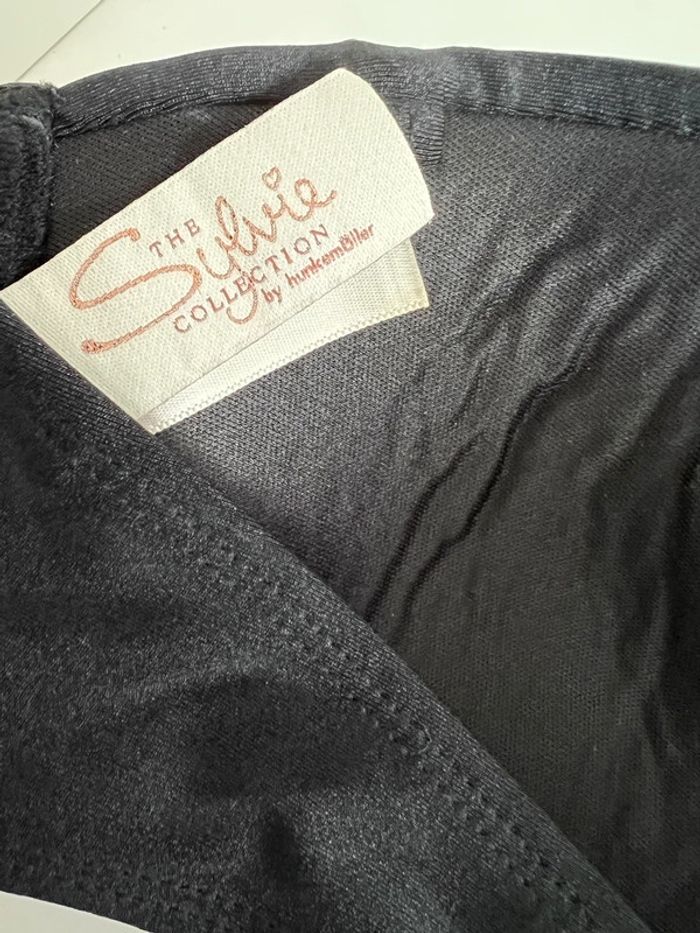 THE
Sylvie
COLLECTION
by hunkemöller